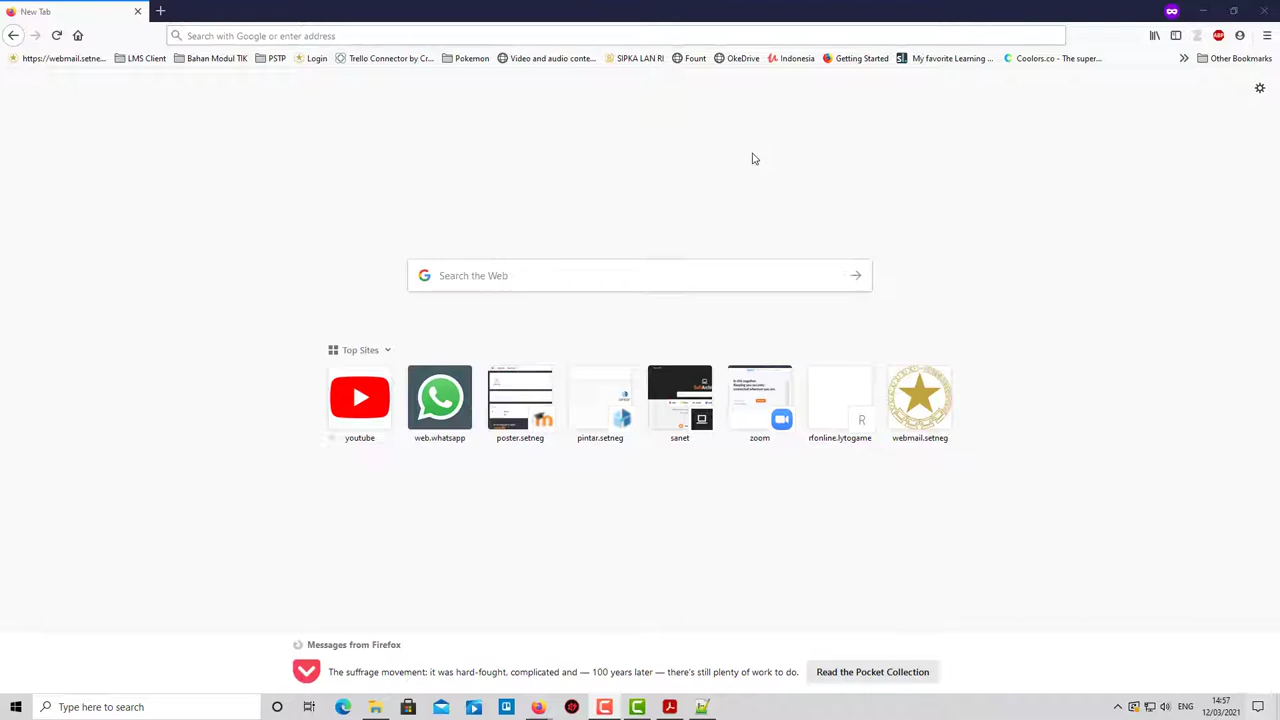 New Tab
Search with Google or enter address
https://webmail.setne...
LMS Client
Bahan Modul TIK
PSTP
Login
Trello Connector by Cr...
Pokemon
Video and audio conte...
SIPKA LAN RI
Fount
OkeDrive
Indonesia
Getting Started
My favorite Learning ...
Coolors.co - The super...
Other Bookmarks
Search the Web
Top Sites
youtube
web.whatsapp
poster.setneg
pintar.setneg
sanet
zoom
R
rfonline.lytogame
webmail.setneg
Messages from Firefox
The suffrage movement: it was hard-fought, complicated and — 100 years later — there's still plenty of work to do.
Read the Pocket Collection
Type here to search
ENG
14:57
12/03/2021